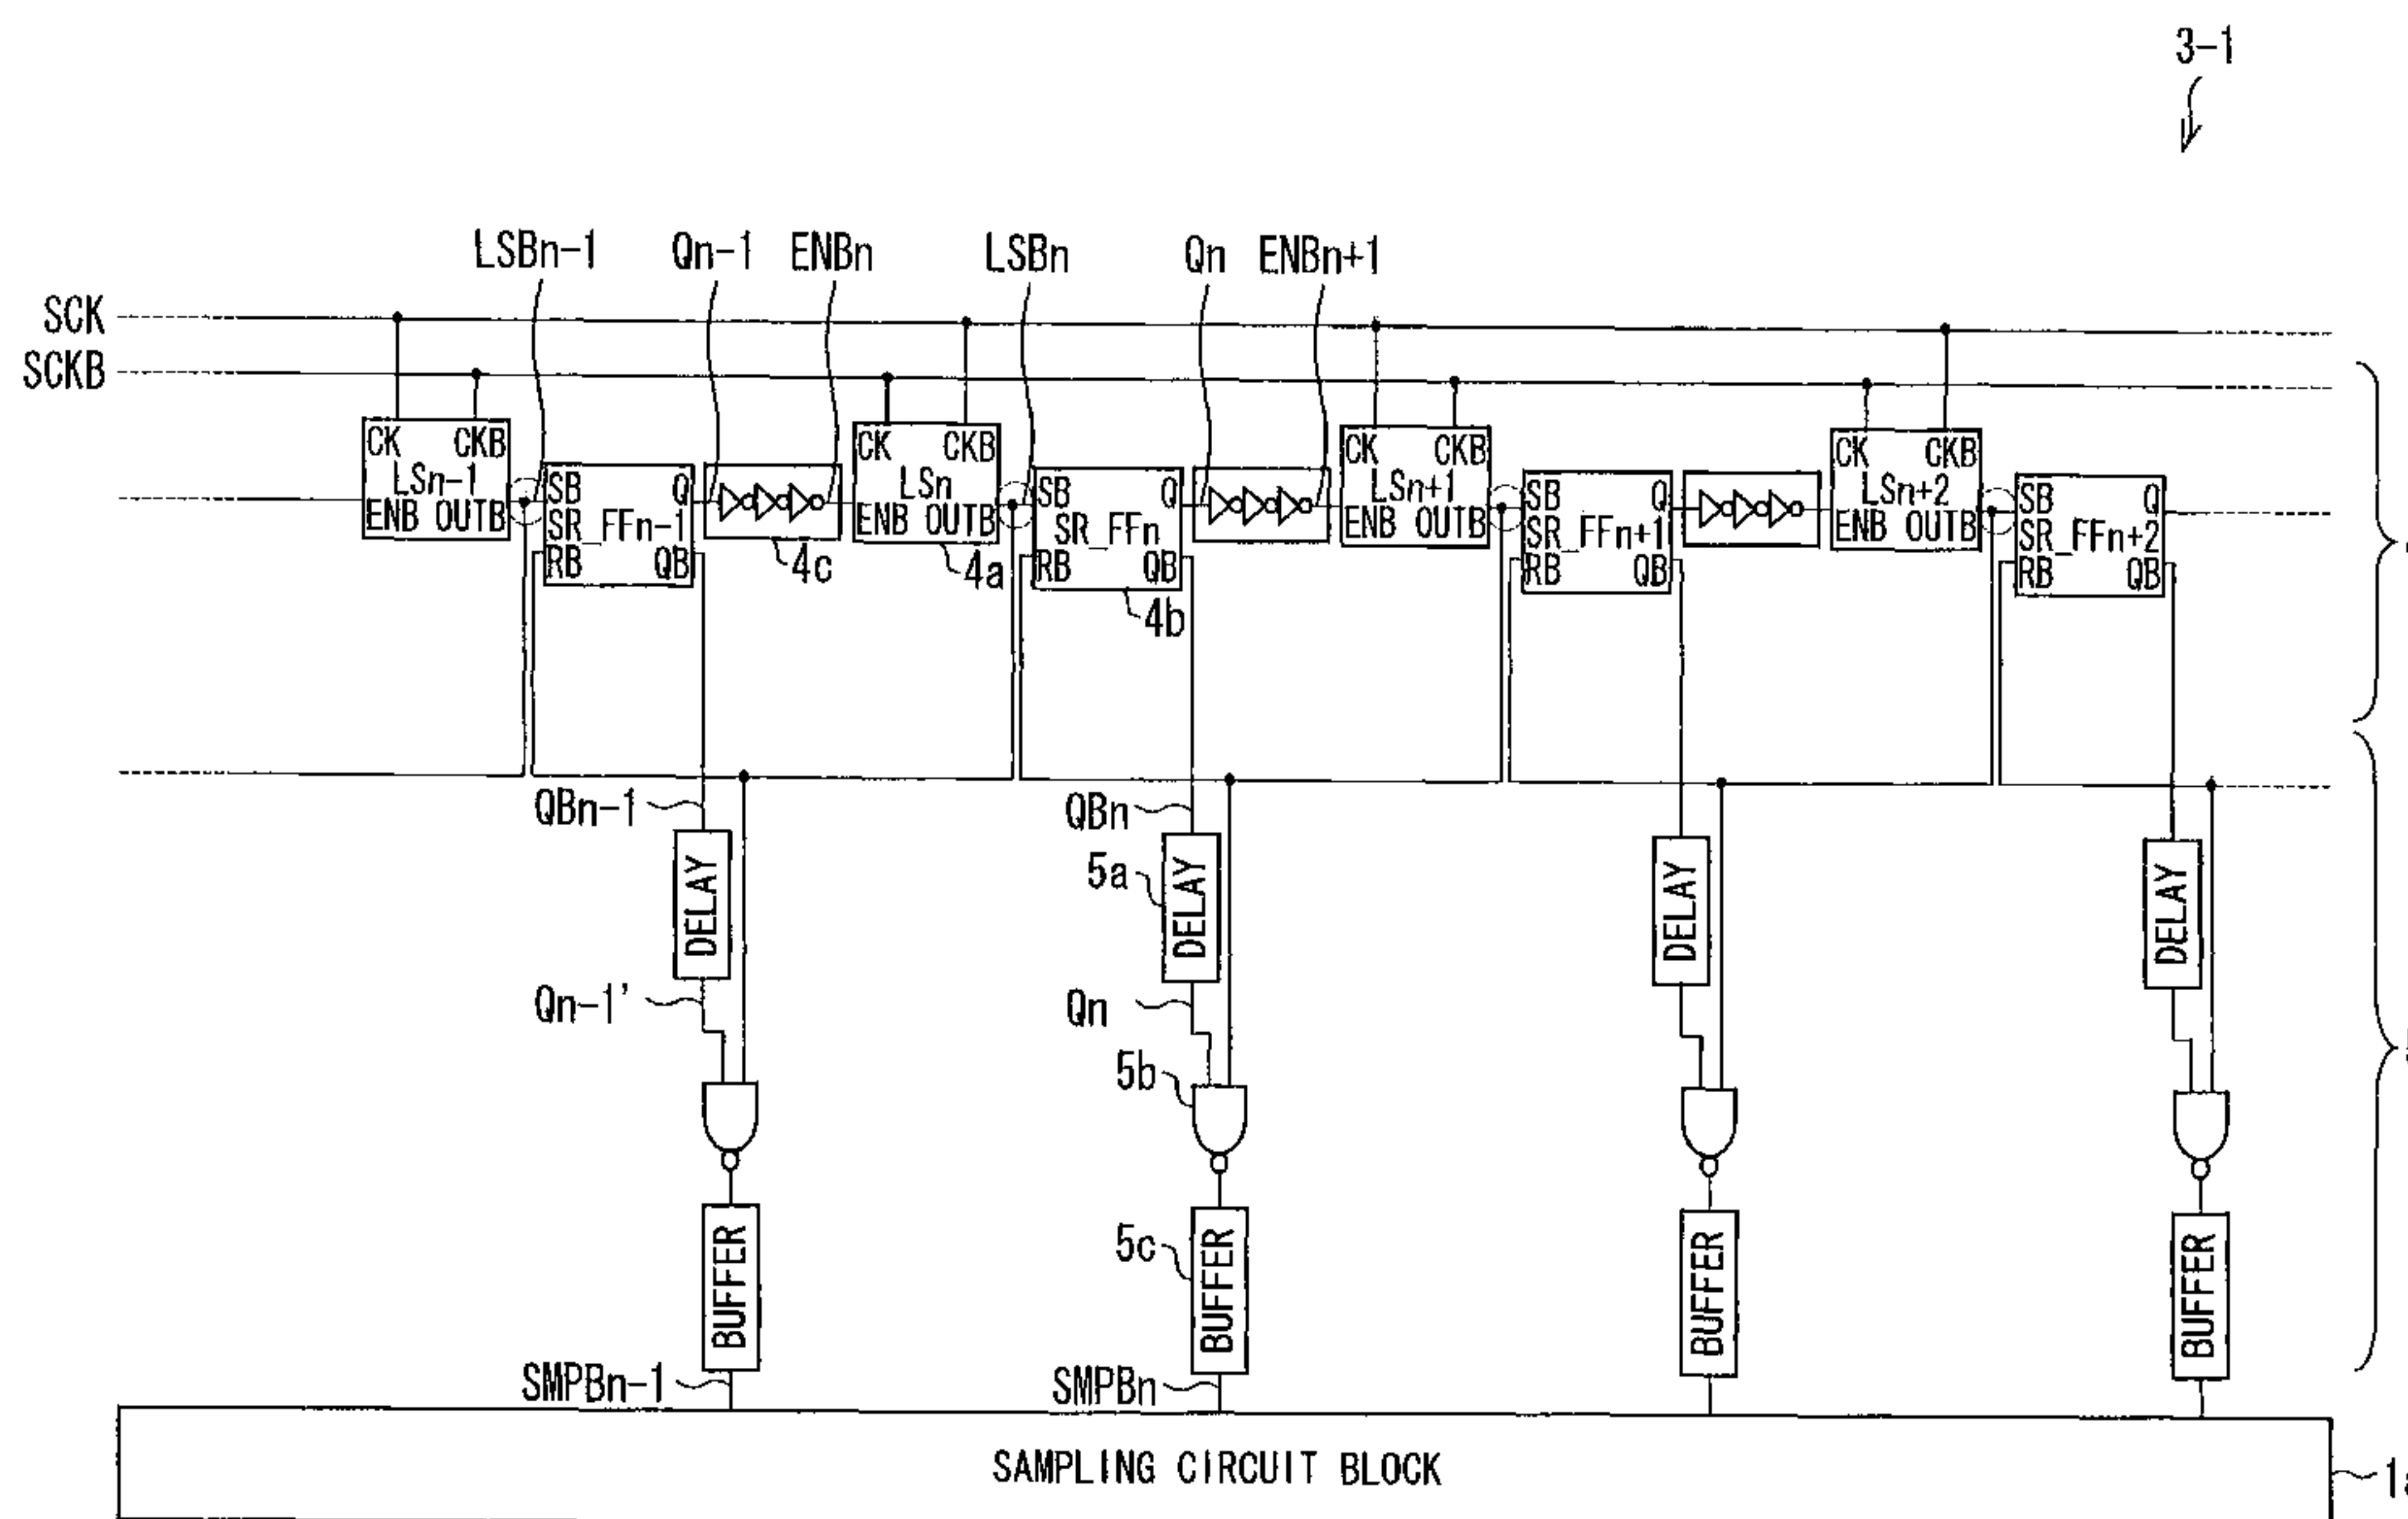 3-1
LSBn-1 Qn-1 ENBn LSBn Qn ENBn+1
SCK
SCKB
CK CKB
LSn-1
ENB OUTB
SB Q
SR_FFn-1
RB QB
4c
CK CKB
LSn
ENB OUTB
4a
SB Q
SR_FFn
RB QB
4b
CK CKB
LSn+1
ENB OUTB
SB Q
SR_FFn+1
RB QB
CK CKB
LSn+2
ENB OUTB
SB Q
SR_FFn+2
RB QB
QBn-1
QBn
DELAY
5a
DELAY
DELAY
DELAY
Qn-1'
Qn
5b
BUFFER
5c
BUFFER
BUFFER
BUFFER
SMPBn-1
SMPBn
SAMPLING CIRCUIT BLOCK